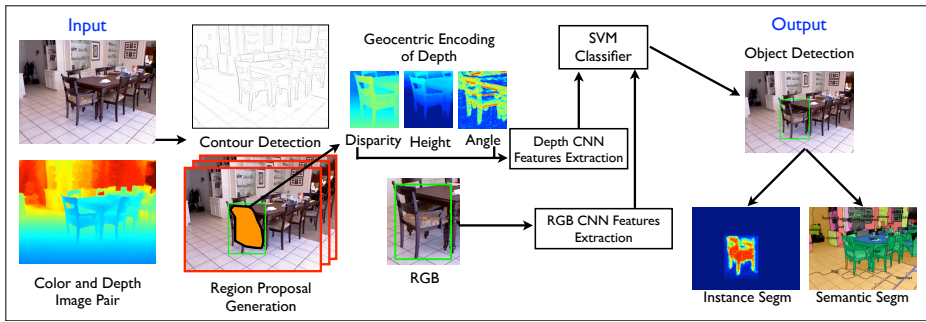 Input
Color and Depth
Image Pair
Contour Detection
Region Proposal
Generation
Geocentric Encoding
of Depth
Disparity
Height
Angle
RGB
Depth CNN
Features Extraction
RGB CNN Features
Extraction
SVM
Classifier
Output
Object Detection
Instance Segm
Semantic Segm